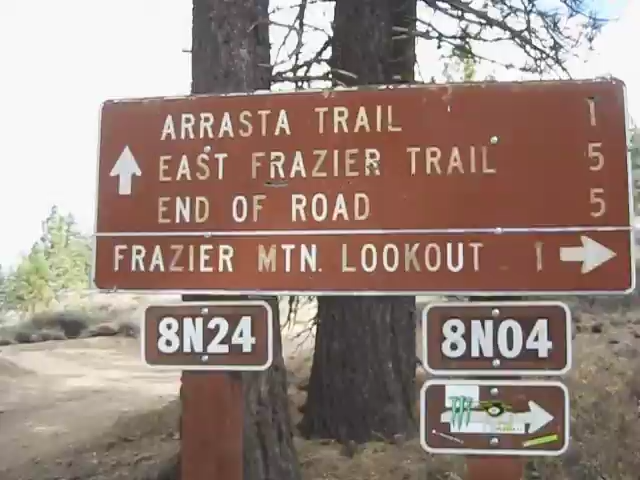 ARRASTA TRAIL 1
EAST FRAZIER TRAIL 5
END OF ROAD 5
FRAZIER MTN. LOOKOUT 1
8N24
8N04